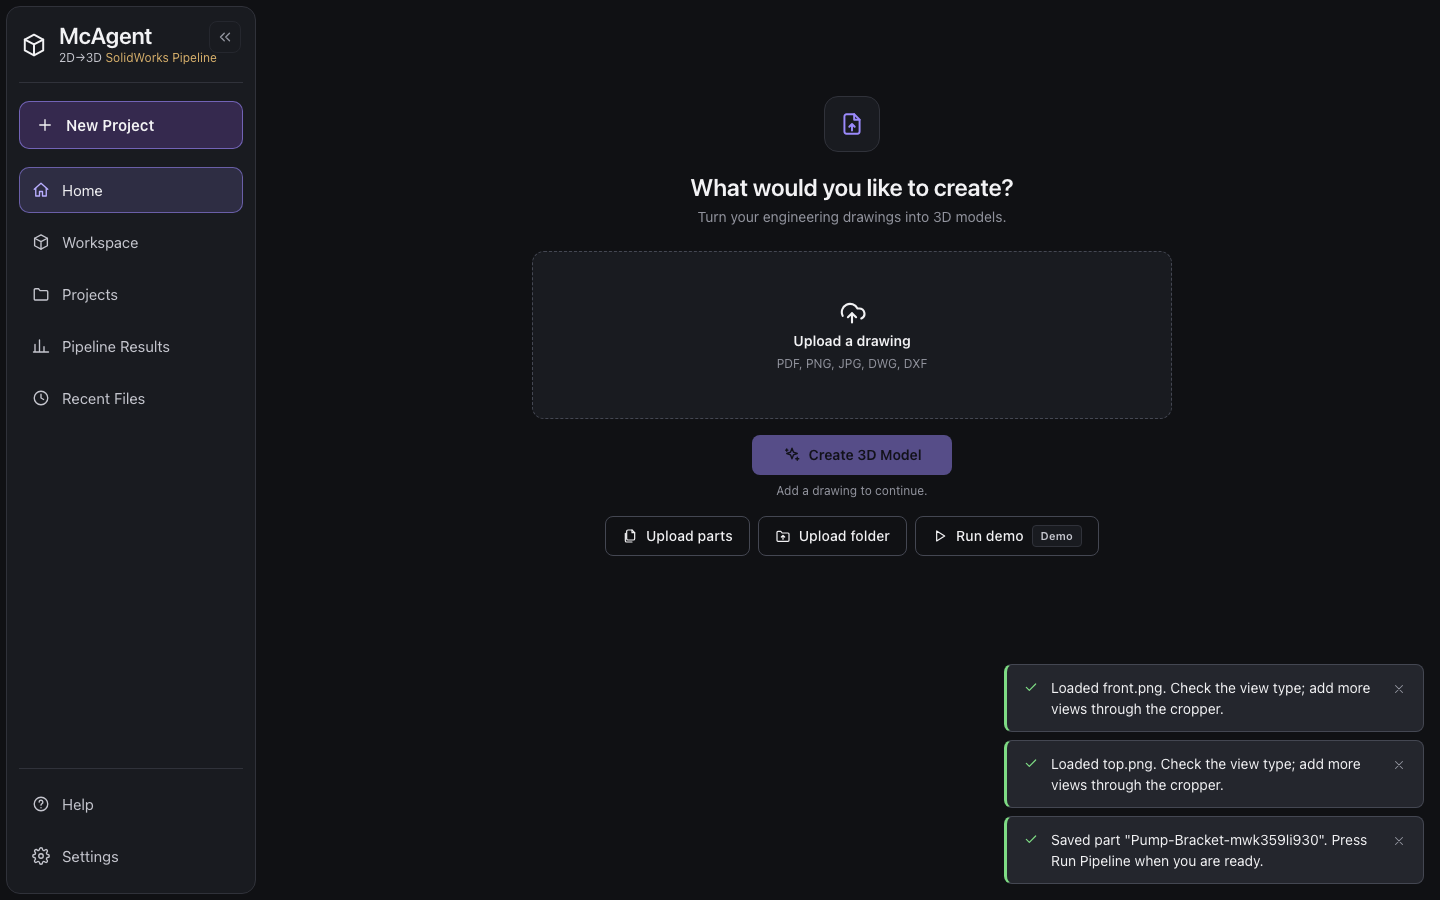 McAgent
2D→3D SolidWorks Pipeline
New Project
Home
Workspace
Projects
Pipeline Results
Recent Files
Help
Settings
What would you like to create?
Turn your engineering drawings into 3D models.
Upload a drawing
PDF, PNG, JPG, DWG, DXF
Create 3D Model
Add a drawing to continue.
Upload parts
Upload folder
Run demo Demo
Loaded front.png. Check the view type; add more
views through the cropper.
Loaded top.png. Check the view type; add more
views through the cropper.
Saved part "Pump-Bracket-mwk359li930". Press
Run Pipeline when you are ready.